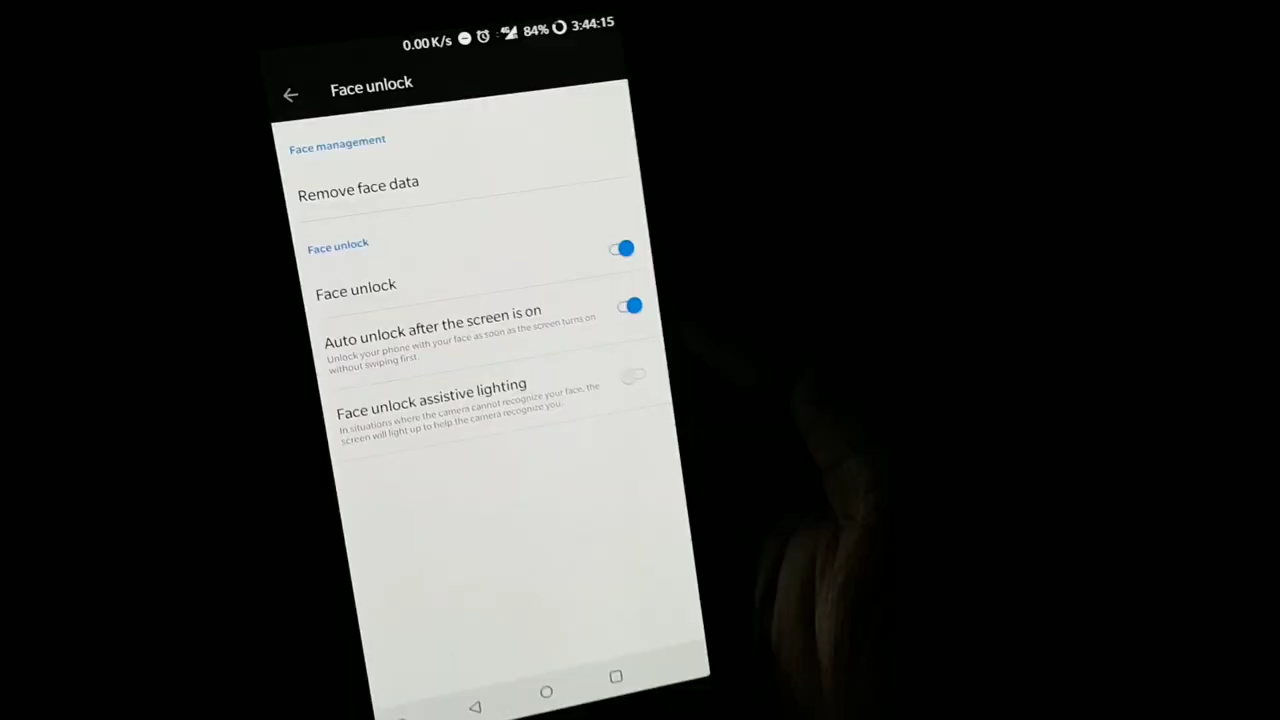 0.00 K/s 4G 84% 3:44:15
Face unlock
Face management
Remove face data
Face unlock
Face unlock
Auto unlock after the screen is on
Unlock your phone with your face as soon as the screen turns on
without swiping first.
Face unlock assistive lighting
In situations where the camera cannot recognize your face, the
screen will light up to help the camera recognize you.